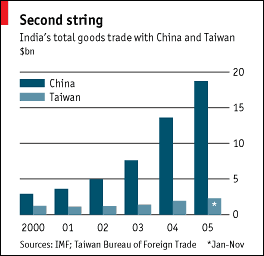 Second string
India's total goods trade with China and Taiwan
$bn
China
Taiwan
20
15
10
5
0
*
2000 01 02 03 04 05
Sources: IMF; Taiwan Bureau of Foreign Trade *Jan-Nov